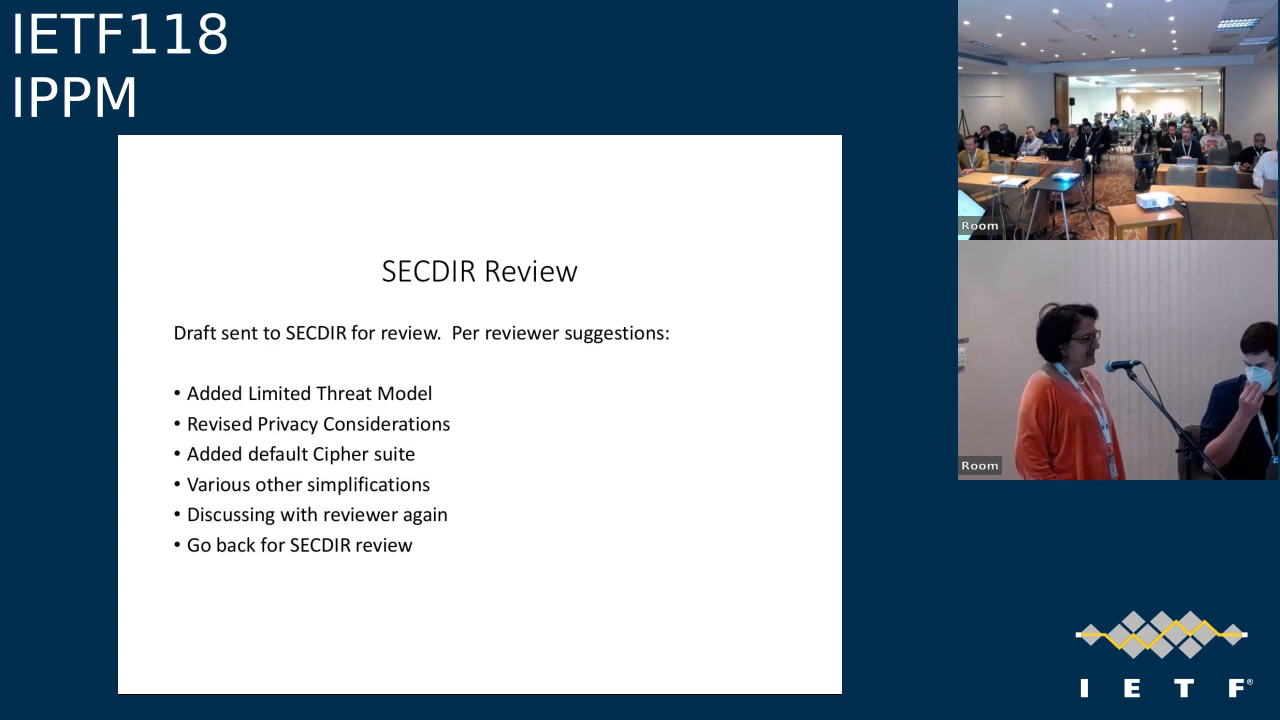 IETF118
IPPM
SECDIR Review
Draft sent to SECDIR for review.  Per reviewer suggestions:
• Added Limited Threat Model
• Revised Privacy Considerations
• Added default Cipher suite
• Various other simplifications
• Discussing with reviewer again
• Go back for SECDIR review
Room
Room
I E T F®